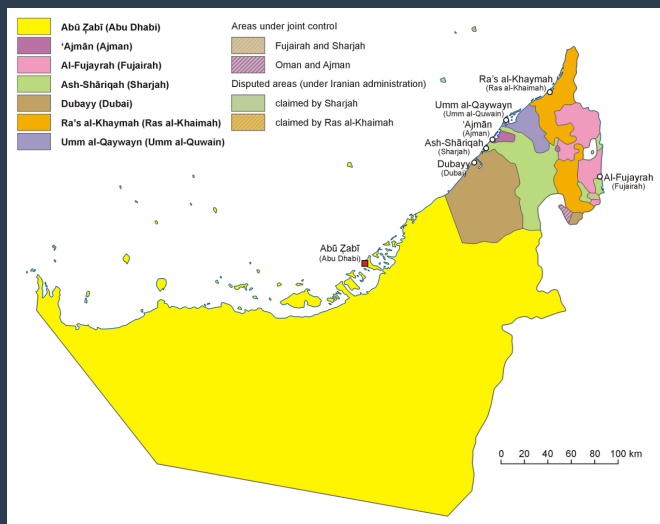 Abū Ẓabī (Abu Dhabi)
‘Ajmān (Ajman)
Al-Fujayrah (Fujairah)
Ash-Shāriqah (Sharjah)
Dubayy (Dubai)
Ra's al-Khaymah (Ras al-Khaimah)
Umm al-Qaywayn (Umm al-Quwain)
Areas under joint control
Fujairah and Sharjah
Oman and Ajman
Disputed areas (under Iranian administration)
claimed by Sharjah
claimed by Ras al-Khaimah
Ra's al-Khaymah
(Ras al-Khaimah)
Umm al-Qaywayn
(Umm al-Quwain)
‘Ajmān
(Ajman)
Ash-Shāriqah
(Sharjah)
Dubayy
(Dubai)
Al-Fujayrah
(Fujairah)
Abū Ẓabī
(Abu Dhabi)
0 20 40 60 80 100 km